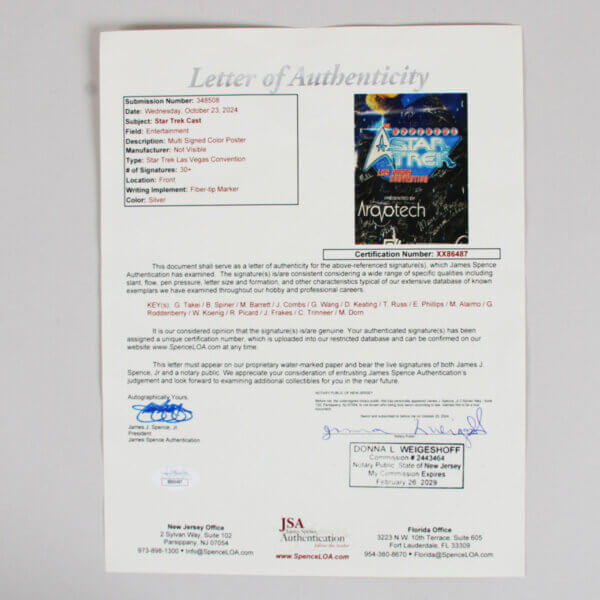 Letter of Authenticity
Submission Number: 348508
Date: Wednesday, October 23, 2024
Subject: Star Trek Cast
Field: Entertainment
Description: Multi Signed Color Poster
Manufacturer: Not Visible
Type: Star Trek Las Vegas Convention
# of Signatures: 30+
Location: Front
Writing Implement: Fiber-tip Marker
Color: Silver
STAR
TREK
LAS VEGAS
CONVENTION
PRESENTED BY
Certification Number: XX86487
This document shall serve as a letter of authenticity for the above-referenced signature(s), which James Spence
Authentication has examined. The signature(s) is/are consistent considering a wide range of specific qualities including
slant, flow, pen pressure, letter size and formation, and other characteristics typical of our extensive database of known
exemplars we have examined throughout our hobby and professional careers.
KEY(s): G. Takei / B. Spiner / M. Barrett / J. Combs / G. Wang / D. Keating / T. Russ / E. Phillips / M. Alaimo / G.
Roddenberry / W. Koenig / R. Picard / J. Frakes / C. Trinneer / M. Dorn
It is our considered opinion that the signature(s) is/are genuine. Your authenticated signature(s) has been
assigned a unique certification number, which is uploaded into our restricted database and can be confirmed on our
website www.SpenceLOA.com at any time.
This letter must appear on our proprietary water-marked paper and bear the live signatures of both James J.
Spence, Jr and a notary public. We appreciate your consideration of entrusting James Spence Authentication's
judgement and look forward to examining additional collectibles for you in the near future.
Autographically Yours,
NOTARY PUBLIC OF NEW JERSEY
James J. Spence, Jr.
President
James Spence Authentication
Notary Public
DONNA L. WEIGESHOFF
Commission # 2443464
Notary Public, State of New Jersey
My Commission Expires
February 26, 2029
New Jersey Office
2 Sylvan Way, Suite 102
Parsippany, NJ 07054
973-898-1300 • Info@SpenceLOA.com
JSA
James Spence
Authentication
www.SpenceLOA.com
Florida Office
3223 N.W. 10th Terrace, Suite 605
Fort Lauderdale, FL 33309
954-380-8670 • Florida@SpenceLOA.com